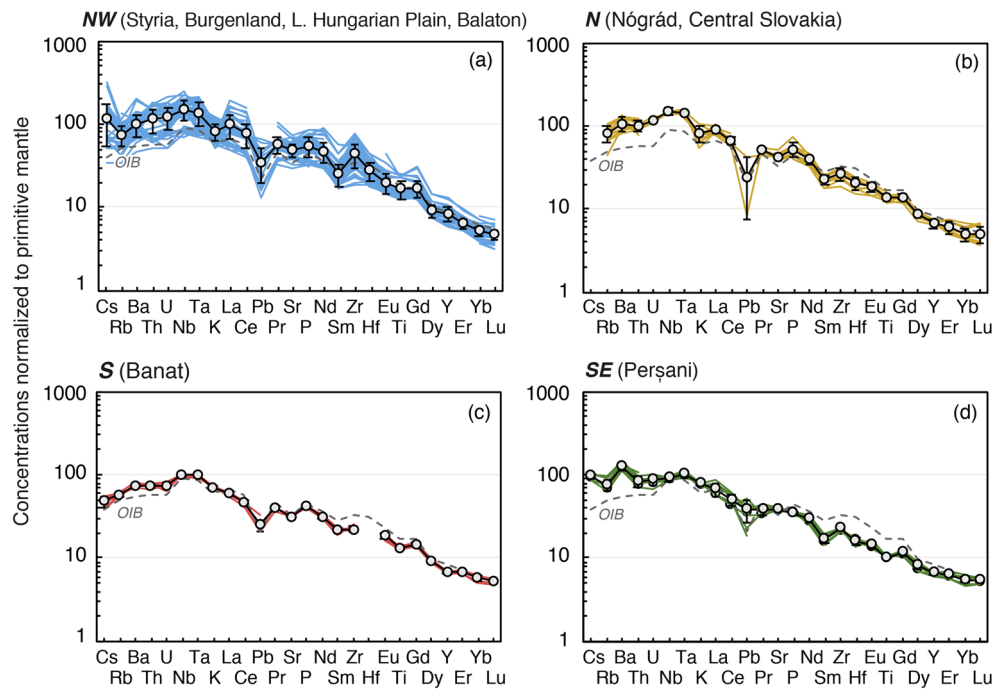 NW (Styria, Burgenland, L. Hungarian Plain, Balaton)
N (Nógrád, Central Slovakia)
Concentrations normalized to primitive mantle
1000
100
10
1
(a)
OIB
Cs Ba U Ta La Pb Sr Nd Zr Eu Gd Y Yb
Rb Th Nb K Ce Pr P Sm Hf Ti Dy Er Lu
1000
100
10
1
(b)
OIB
Cs Ba U Ta La Pb Sr Nd Zr Eu Gd Y Yb
Rb Th Nb K Ce Pr P Sm Hf Ti Dy Er Lu
S (Banat)
SE (Perșani)
1000
100
10
1
(c)
OIB
Cs Ba U Ta La Pb Sr Nd Zr Eu Gd Y Yb
Rb Th Nb K Ce Pr P Sm Hf Ti Dy Er Lu
1000
100
10
1
(d)
OIB
Cs Ba U Ta La Pb Sr Nd Zr Eu Gd Y Yb
Rb Th Nb K Ce Pr P Sm Hf Ti Dy Er Lu